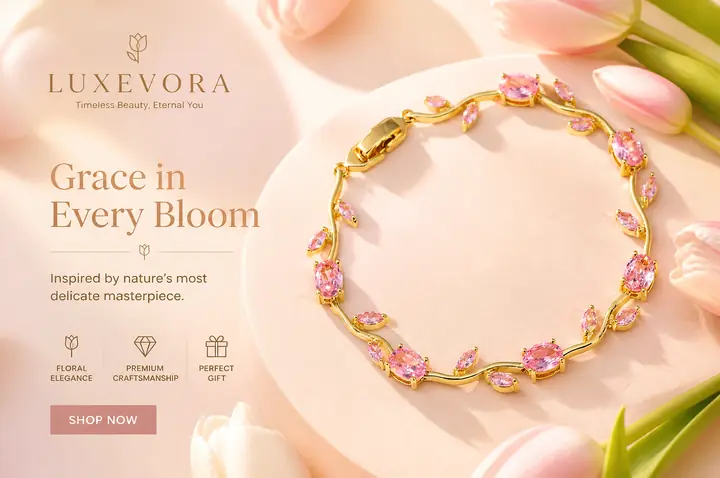 LUXEVORA
Timeless Beauty, Eternal You
Grace in
Every Bloom
Inspired by nature's most
delicate masterpiece.
FLORAL
ELEGANCE
PREMIUM
CRAFTSMANSHIP
PERFECT
GIFT
SHOP NOW